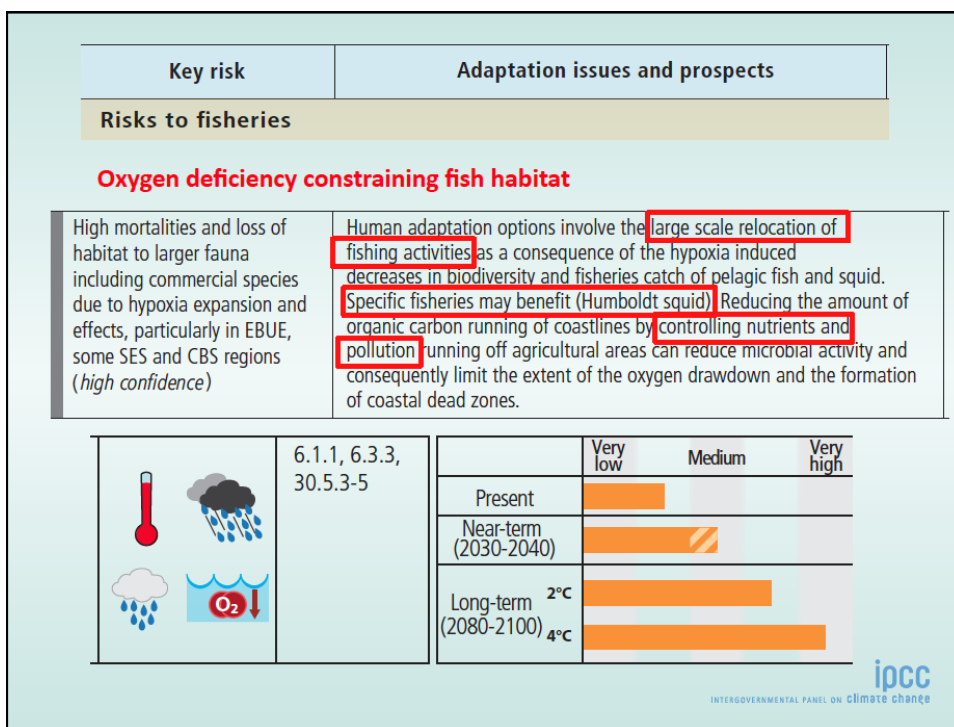 Key risk
Adaptation issues and prospects
Risks to fisheries
Oxygen deficiency constraining fish habitat
High mortalities and loss of
habitat to larger fauna
including commercial species
due to hypoxia expansion and
effects, particularly in EBUE,
some SES and CBS regions
(high confidence)
Human adaptation options involve the large scale relocation of
fishing activities as a consequence of the hypoxia induced
decreases in biodiversity and fisheries catch of pelagic fish and squid.
Specific fisheries may benefit (Humboldt squid). Reducing the amount of
organic carbon running of coastlines by controlling nutrients and
pollution running off agricultural areas can reduce microbial activity and
consequently limit the extent of the oxygen drawdown and the formation
of coastal dead zones.
O2
6.1.1, 6.3.3,
30.5.3-5
Very
low
Medium
Very
high
Present
Near-term
(2030-2040)
Long-term
(2080-2100)
2°C
4°C
ipcc
INTERGOVERNMENTAL PANEL ON climate change